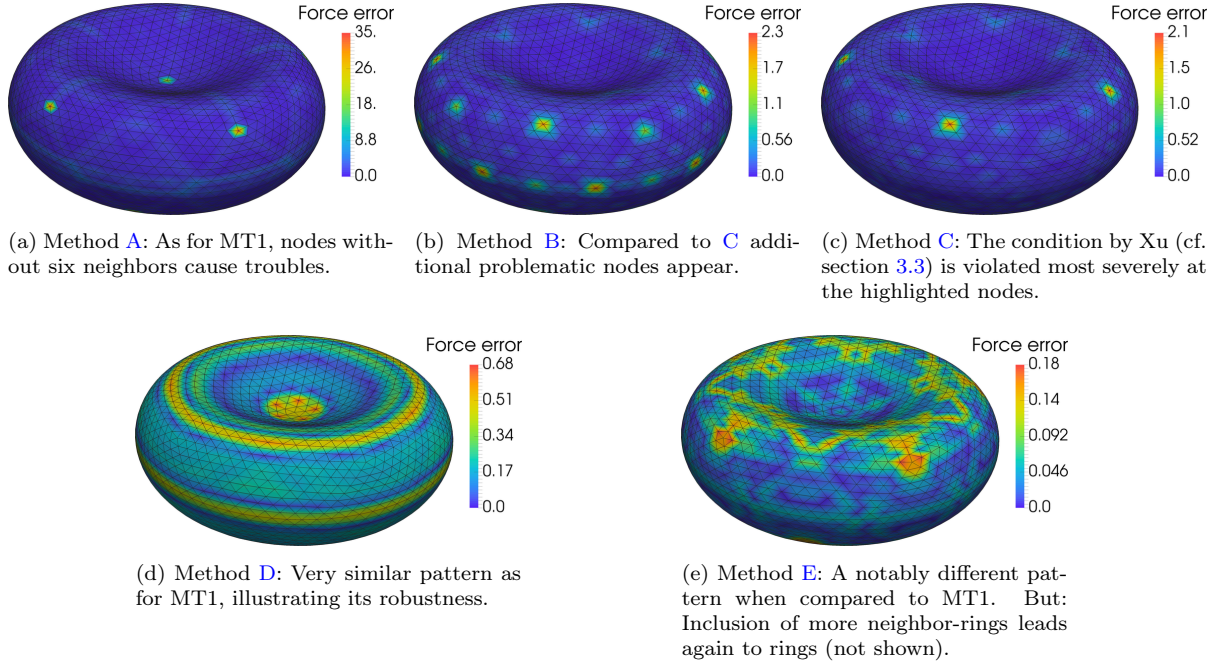 Force error
35.
26.
18.
8.8
0.0
Force error
2.3
1.7
1.1
0.56
0.0
Force error
2.1
1.6
1.0
0.52
0.0
(a) Method A: As for MT1, nodes with-
out six neighbors cause troubles.
(b) Method B: Compared to C addi-
tional problematic nodes appear.
(c) Method C: The condition by Xu (cf.
section 3.3) is violated most severely at
the highlighted nodes.
Force error
0.68
0.51
0.34
0.17
0.0
Force error
0.18
0.14
0.092
0.046
0.0
(d) Method D: Very similar pattern as
for MT1, illustrating its robustness.
(e) Method E: A notably different pat-
tern when compared to MT1. But:
Inclusion of more neighbor-rings leads
again to rings (not shown).